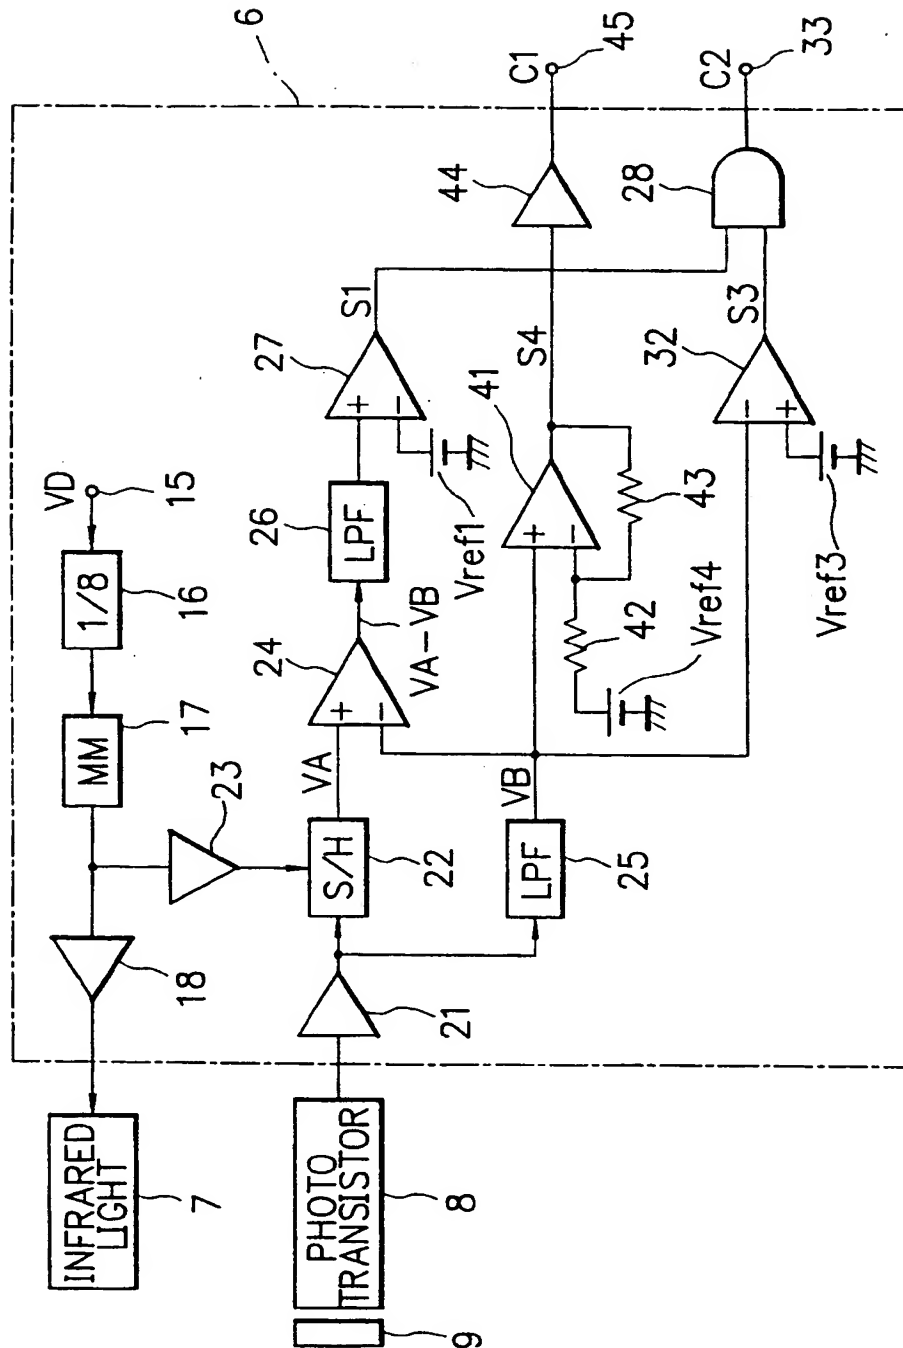 6
VD
15
1/8
16
MM
17
18
23
INFRARED
LIGHT
7
PHOTO
TRANSISTOR
8
9
21
S/H
22
VA
+
−
24
VA−VB
LPF
26
+
−
27
S1
Vref1
LPF
25
VB
+
−
41
S4
42
43
Vref4
44
C1
45
−
+
32
S3
Vref3
28
C2
33